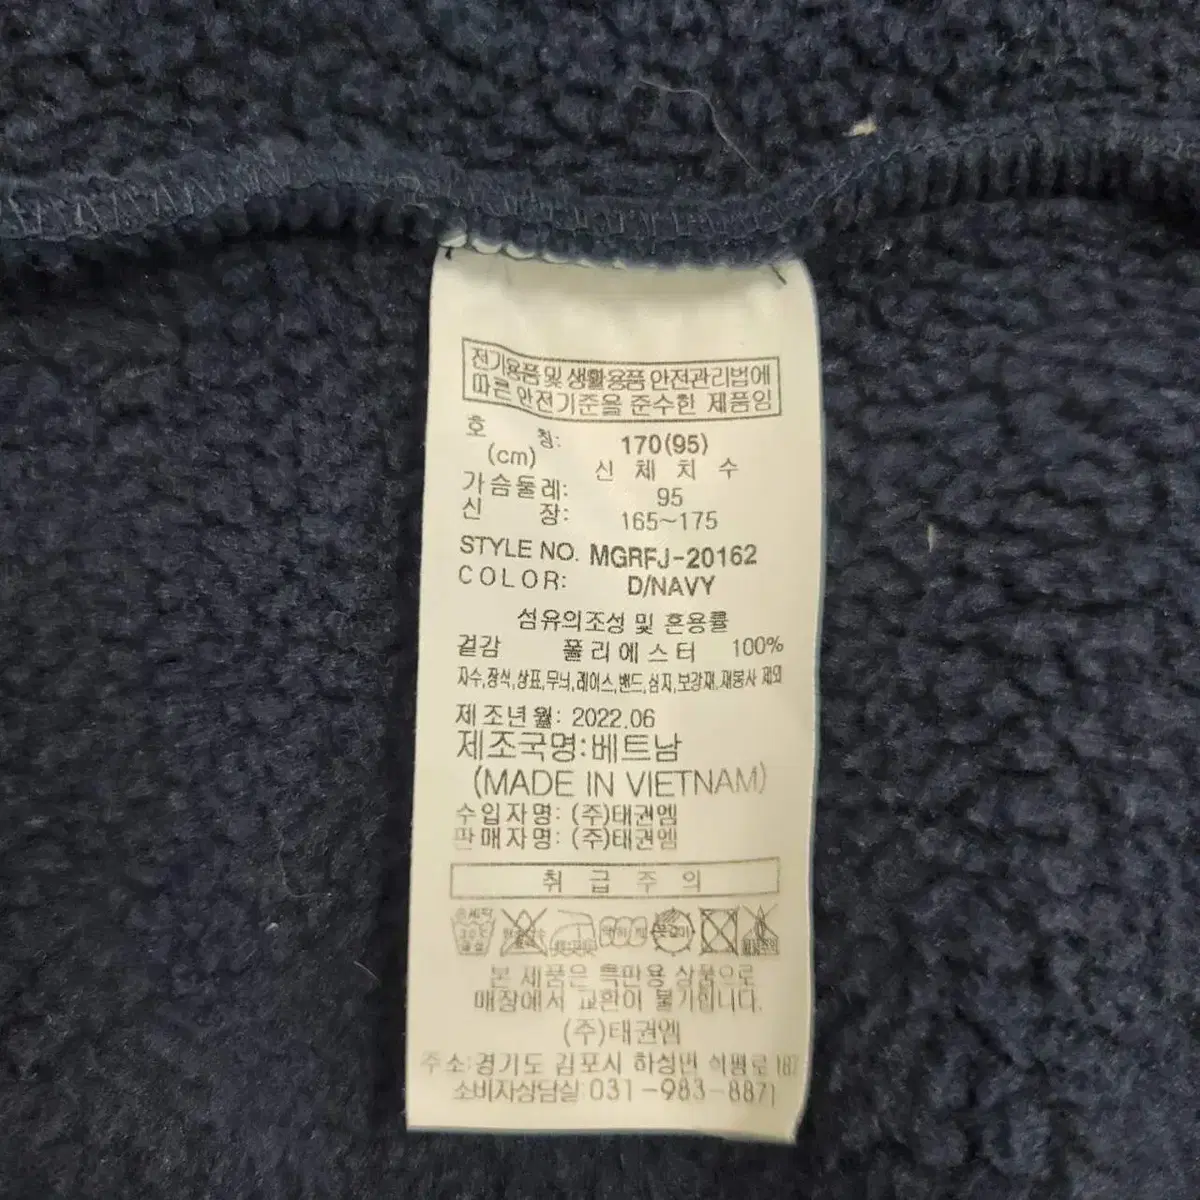 전기용품 및 생활용품 안전관리법에
따른 안전기준을 준수한 제품임
호 칭: 170(95)
(cm) 신 체 치 수
가슴둘레: 95
신 장: 165~175
STYLE NO. MGRFJ-20162
COLOR: D/NAVY
섬유의조성 및 혼용률
겉감 폴리에스터 100%
자수,장식,상표,무늬,레이스,밴드,심지,보강재,재봉사 제외
제조년월: 2022.06
제조국명:베트남
(MADE IN VIETNAM)
수입자명: (주)태권엠
판매자명: (주)태권엠
취 급 주 의
손세탁
30℃
중성
본 제품은 특판용 상품으로
매장에서 교환이 불가합니다.
(주)태권엠
주소:경기도 김포시 하성면 석평로 187
소비자상담실:031-983-8871